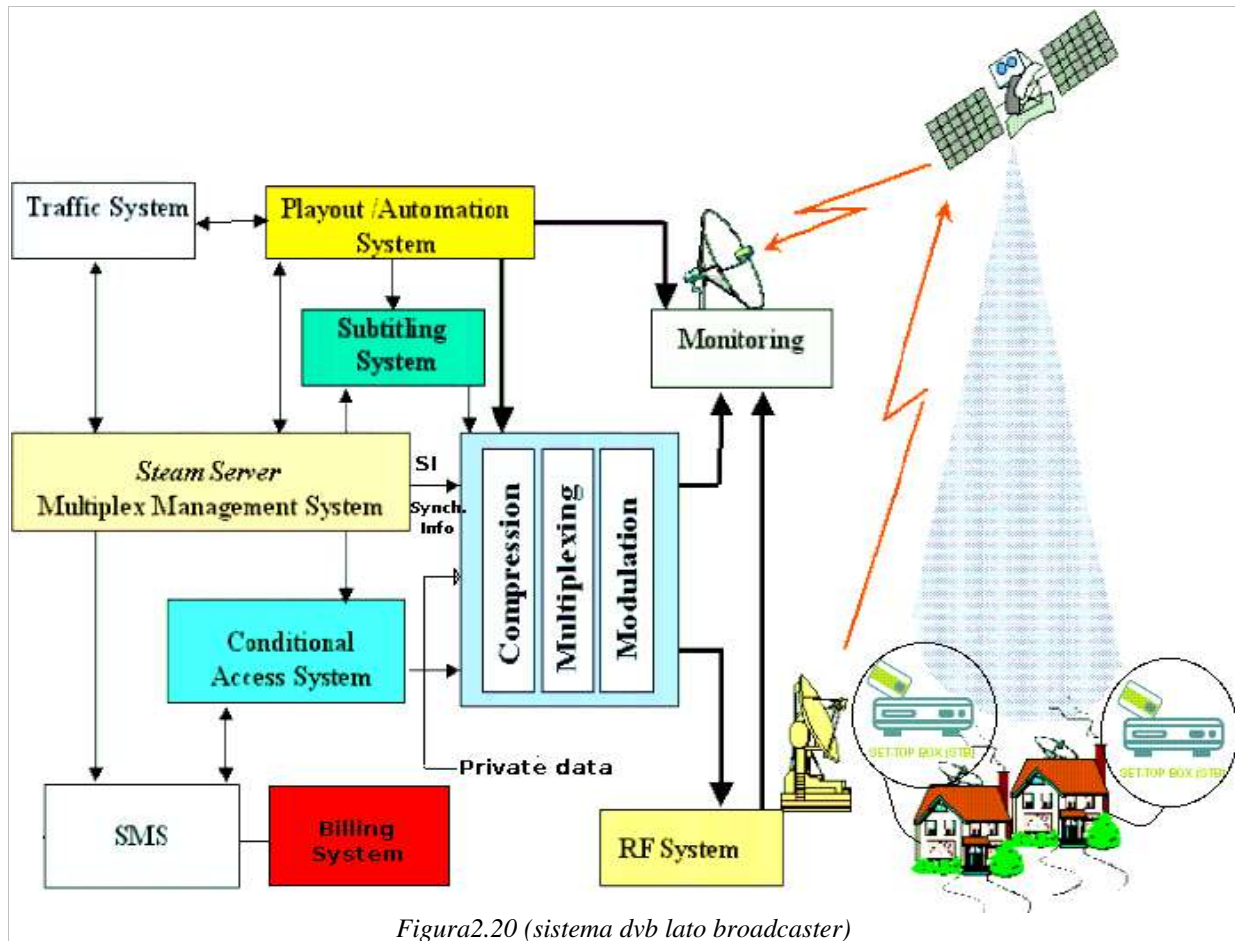 Traffic System
Playout /Automation
System
Subtitling
System
Monitoring
Steam Server
Multiplex Management System
SI
Synch.
Info
Compression
Multiplexing
Modulation
Conditional
Access System
Private data
SMS
Billing
System
RF System
SET-TOP BOX (STB)
SET-TOP BOX (STB)
Figura2.20 (sistema dvb lato broadcaster)